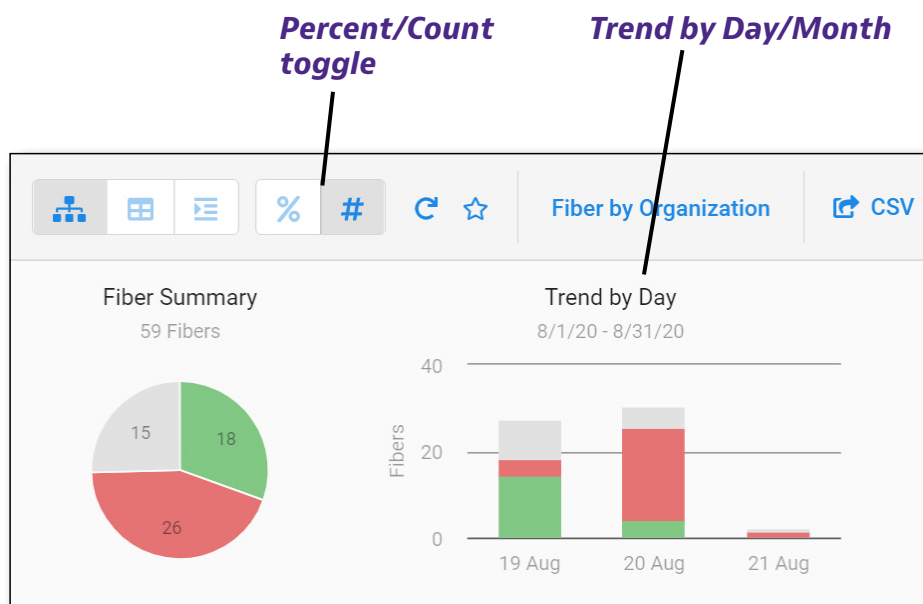 Percent/Count
toggle
Trend by Day/Month
% #
Fiber by Organization
CSV
Fiber Summary
59 Fibers
15
18
26
Trend by Day
8/1/20 - 8/31/20
Fibers
40
20
0
19 Aug
20 Aug
21 Aug